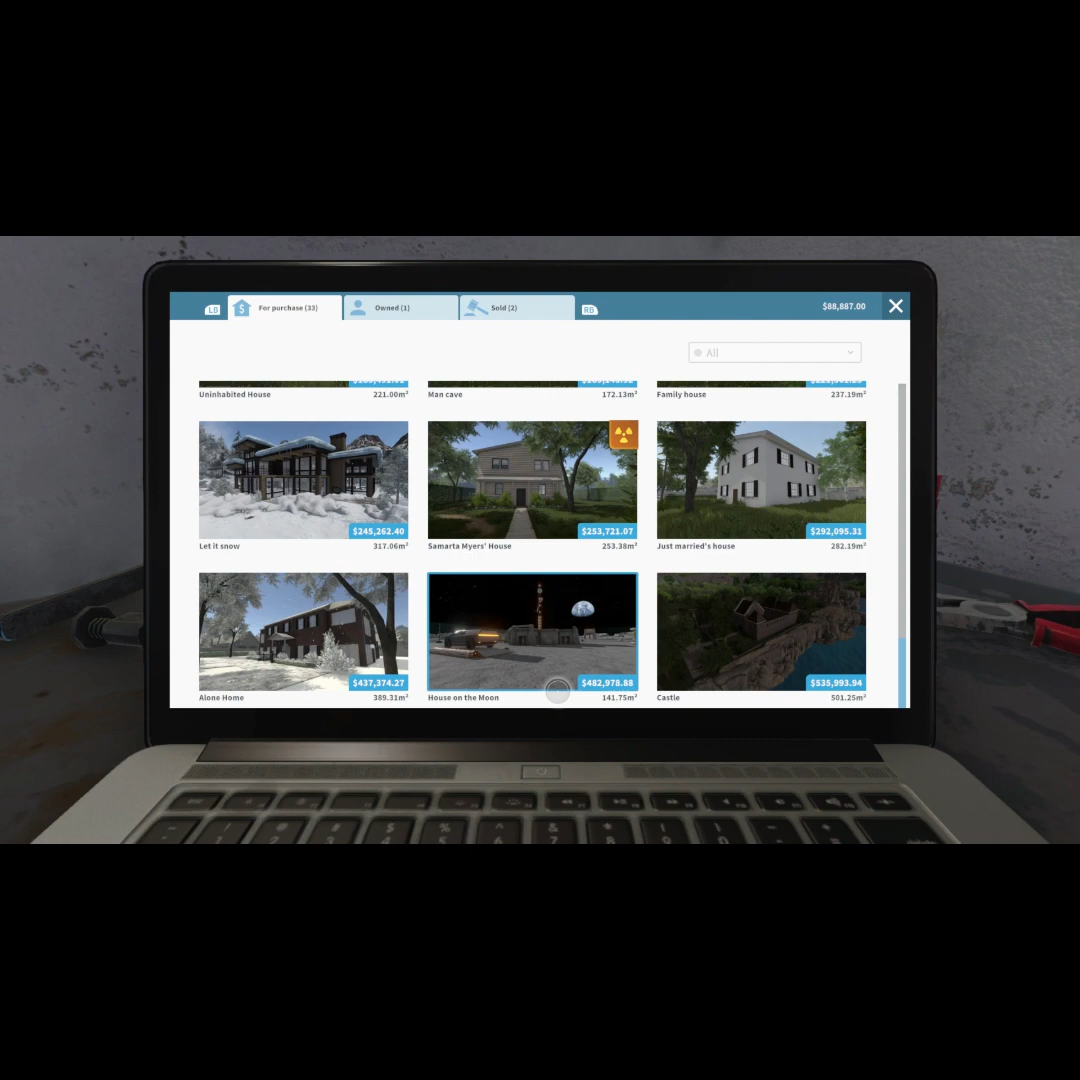 LB
For purchase (33)
Owned (1)
Sold (2)
RB
$88,887.00
All
Uninhabited House 221.00m²
Man cave 172.13m²
Family house 237.19m²
$245,262.40
$253,721.07
$292,095.31
Let it snow 317.06m²
Samarta Myers' House 253.38m²
Just married's house 282.19m²
$437,374.27
$482,978.88
$535,993.94
Alone Home 389.31m²
House on the Moon 141.75m²
Castle 501.25m²